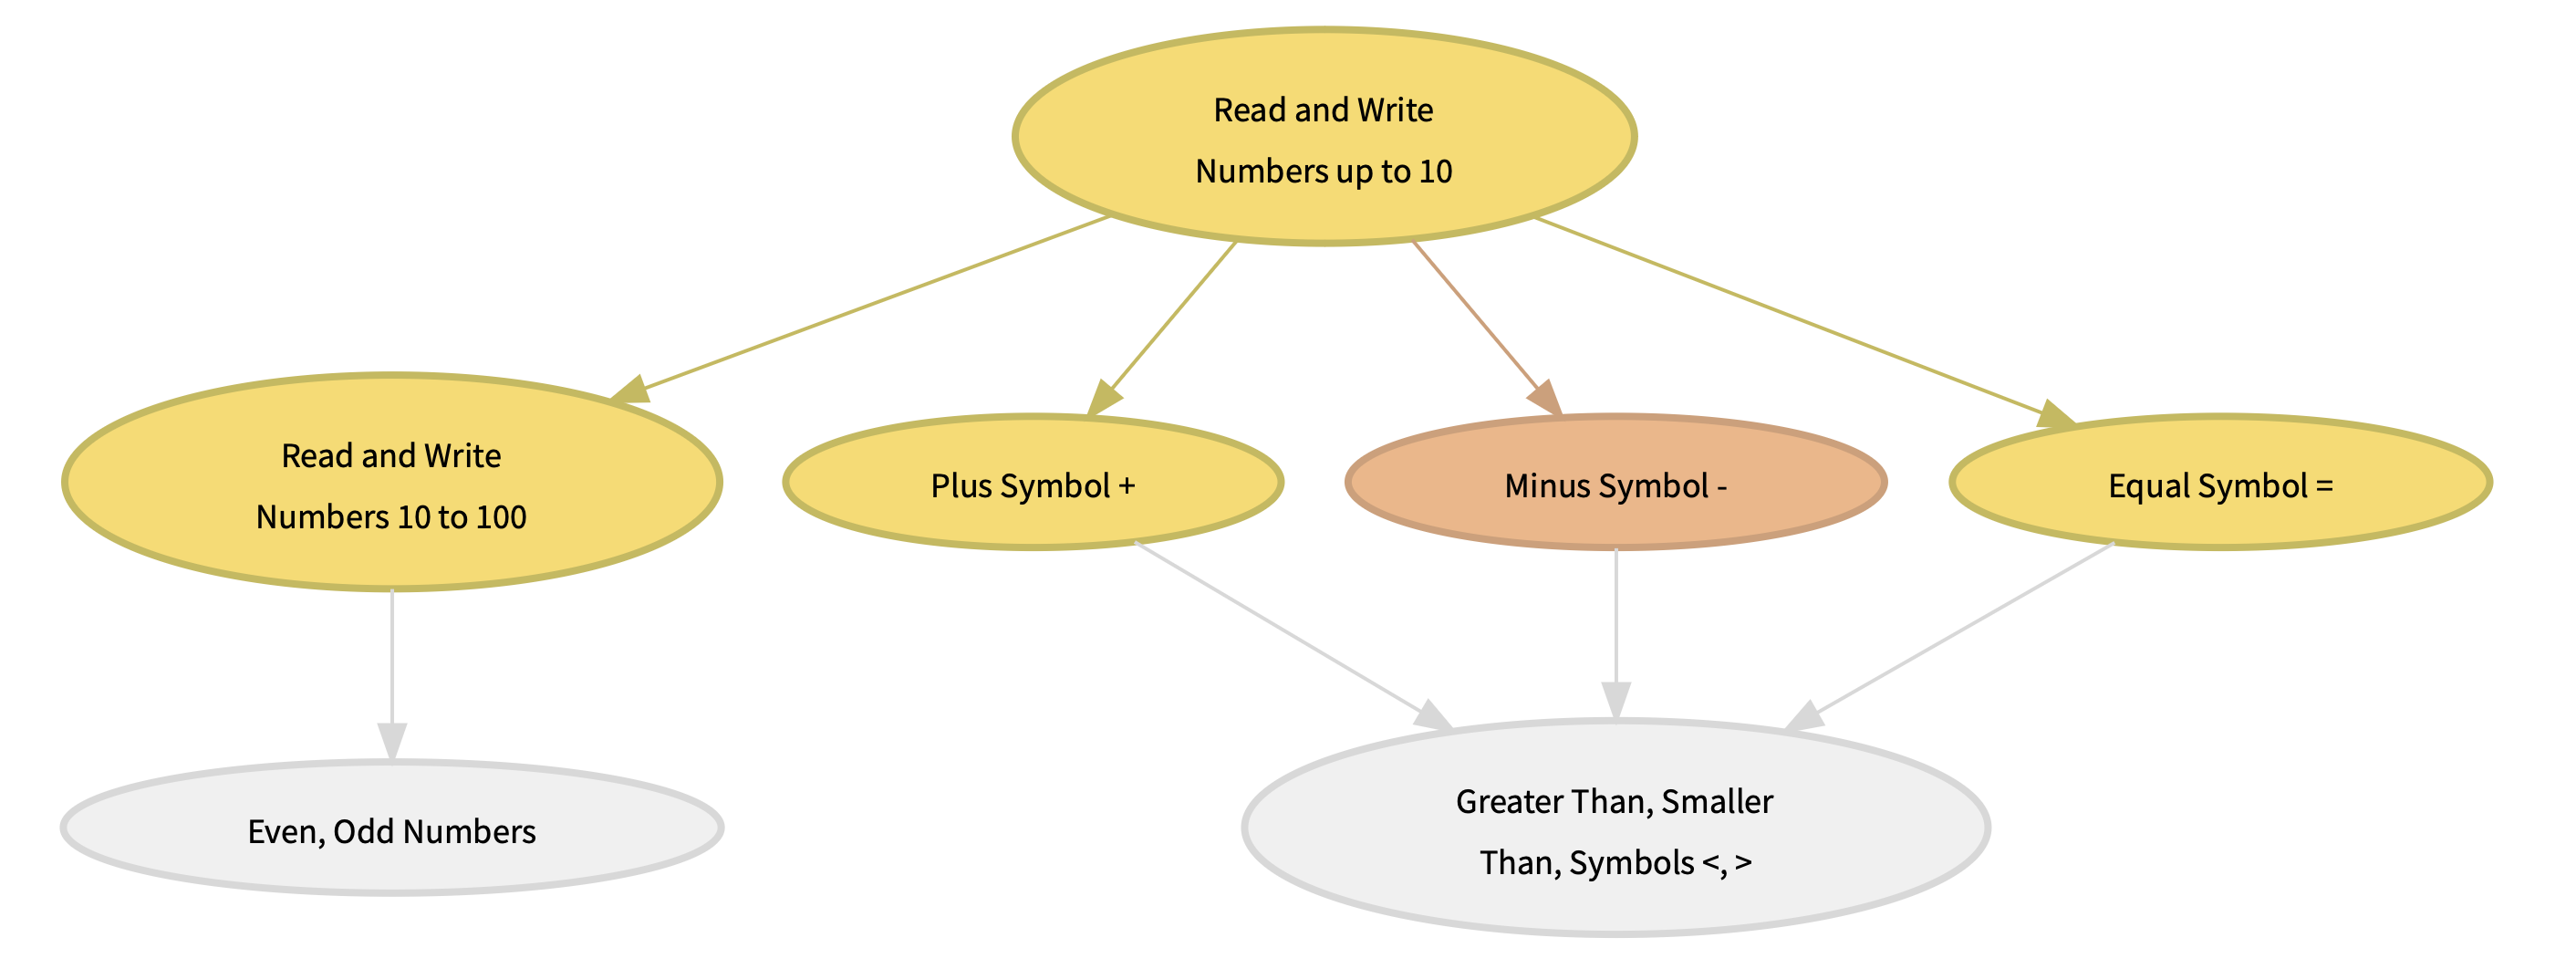 Read and Write
Numbers up to 10
Read and Write
Numbers 10 to 100
Plus Symbol +
Minus Symbol -
Equal Symbol =
Even, Odd Numbers
Greater Than, Smaller
Than, Symbols <, >